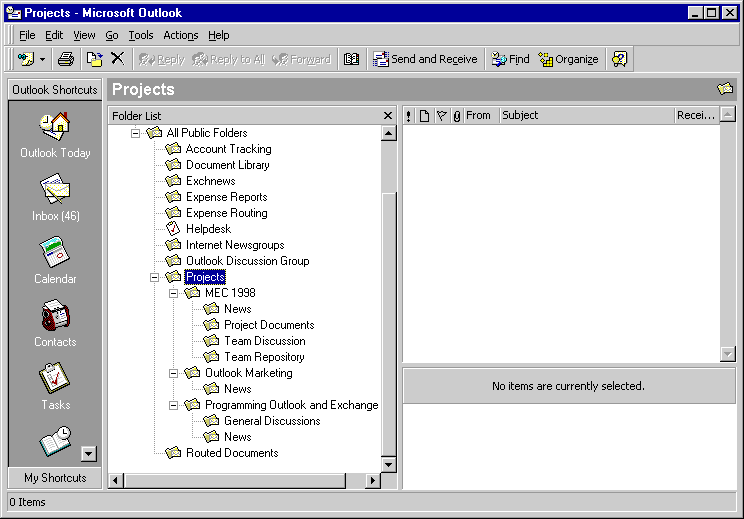 Projects - Microsoft Outlook
File Edit View Go Tools Actions Help
Reply Reply to All Forward Send and Receive Find Organize
Outlook Shortcuts
Projects
Outlook Today
Inbox (46)
Calendar
Contacts
Tasks
My Shortcuts
Folder List
All Public Folders
Account Tracking
Document Library
Exchnews
Expense Reports
Expense Routing
Helpdesk
Internet Newsgroups
Outlook Discussion Group
Projects
MEC 1998
News
Project Documents
Team Discussion
Team Repository
Outlook Marketing
News
Programming Outlook and Exchange
General Discussions
News
Routed Documents
! From Subject Recei...
No items are currently selected.
0 Items